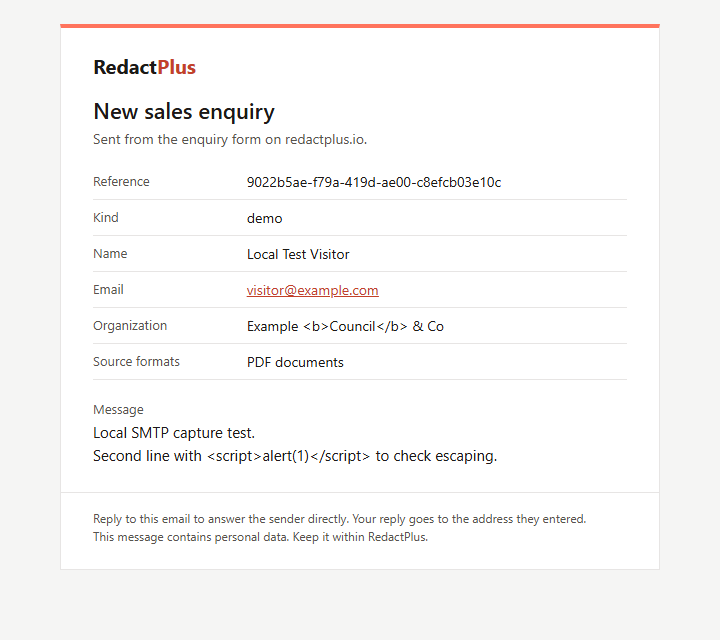 RedactPlus
New sales enquiry
Sent from the enquiry form on redactplus.io.
Reference 9022b5ae-f79a-419d-ae00-c8efcb03e10c
Kind demo
Name Local Test Visitor
Email visitor@example.com
Organization Example <b>Council</b> & Co
Source formats PDF documents
Message
Local SMTP capture test.
Second line with <script>alert(1)</script> to check escaping.
Reply to this email to answer the sender directly. Your reply goes to the address they entered.
This message contains personal data. Keep it within RedactPlus.